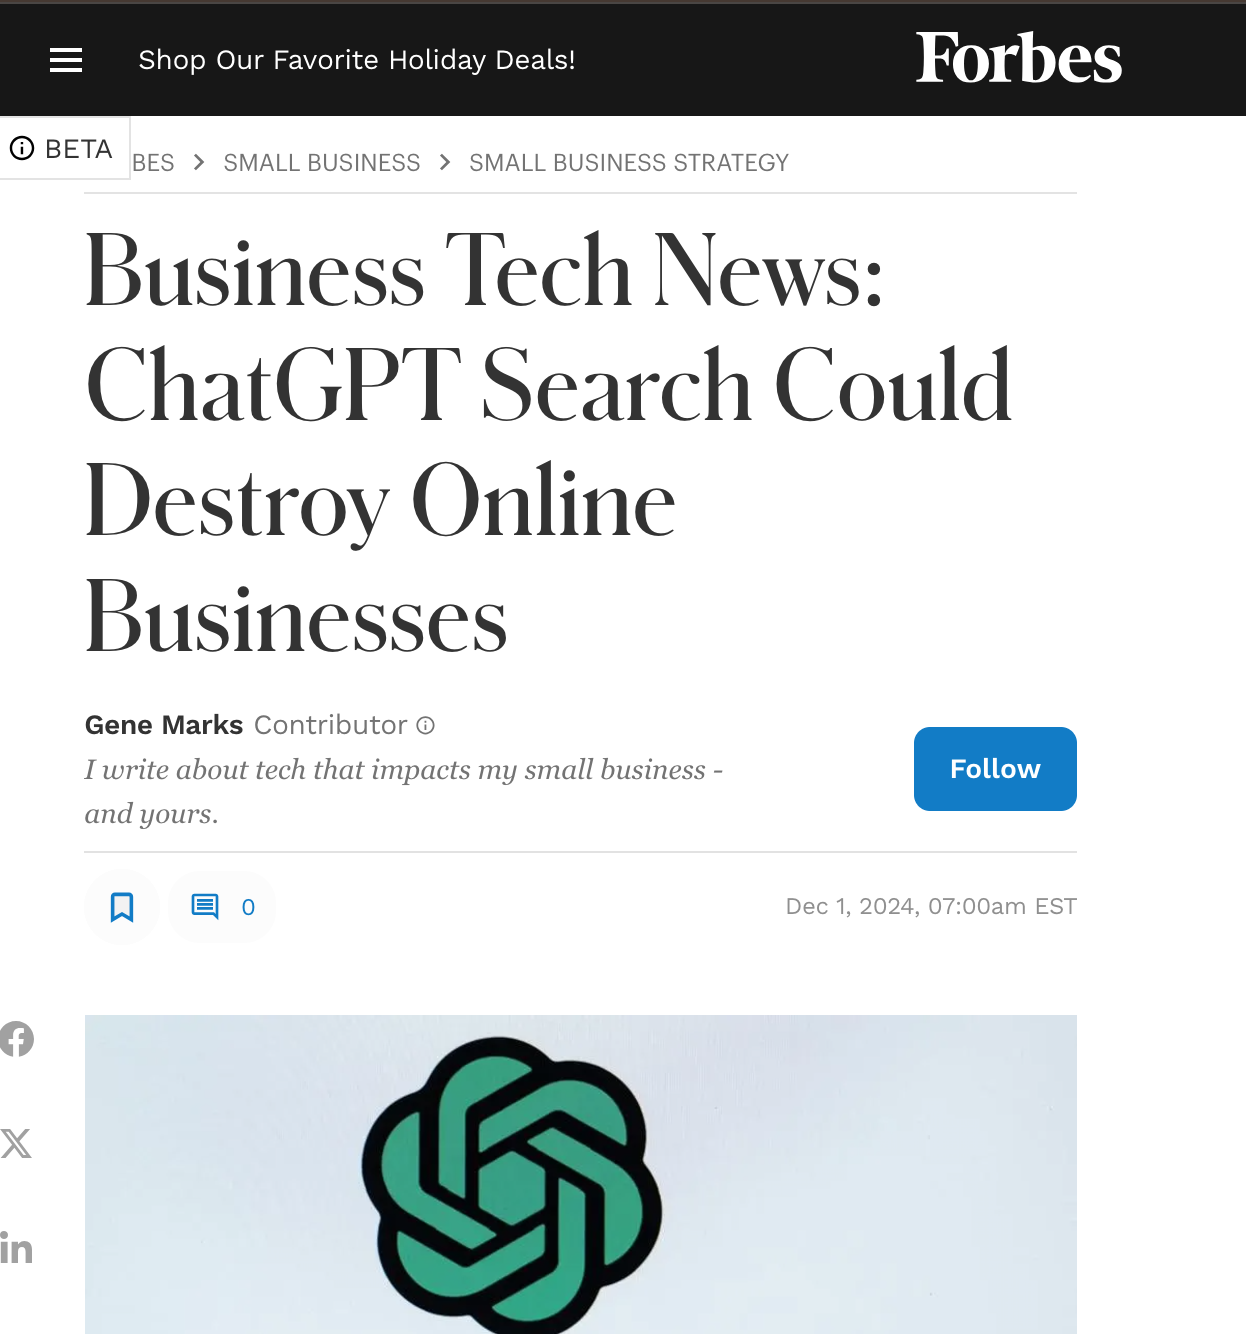 Shop Our Favorite Holiday Deals!
Forbes
BETA
BES > SMALL BUSINESS > SMALL BUSINESS STRATEGY
Business Tech News:
ChatGPT Search Could
Destroy Online
Businesses
Gene Marks Contributor
I write about tech that impacts my small business -
and yours.
Follow
0
Dec 1, 2024, 07:00am EST